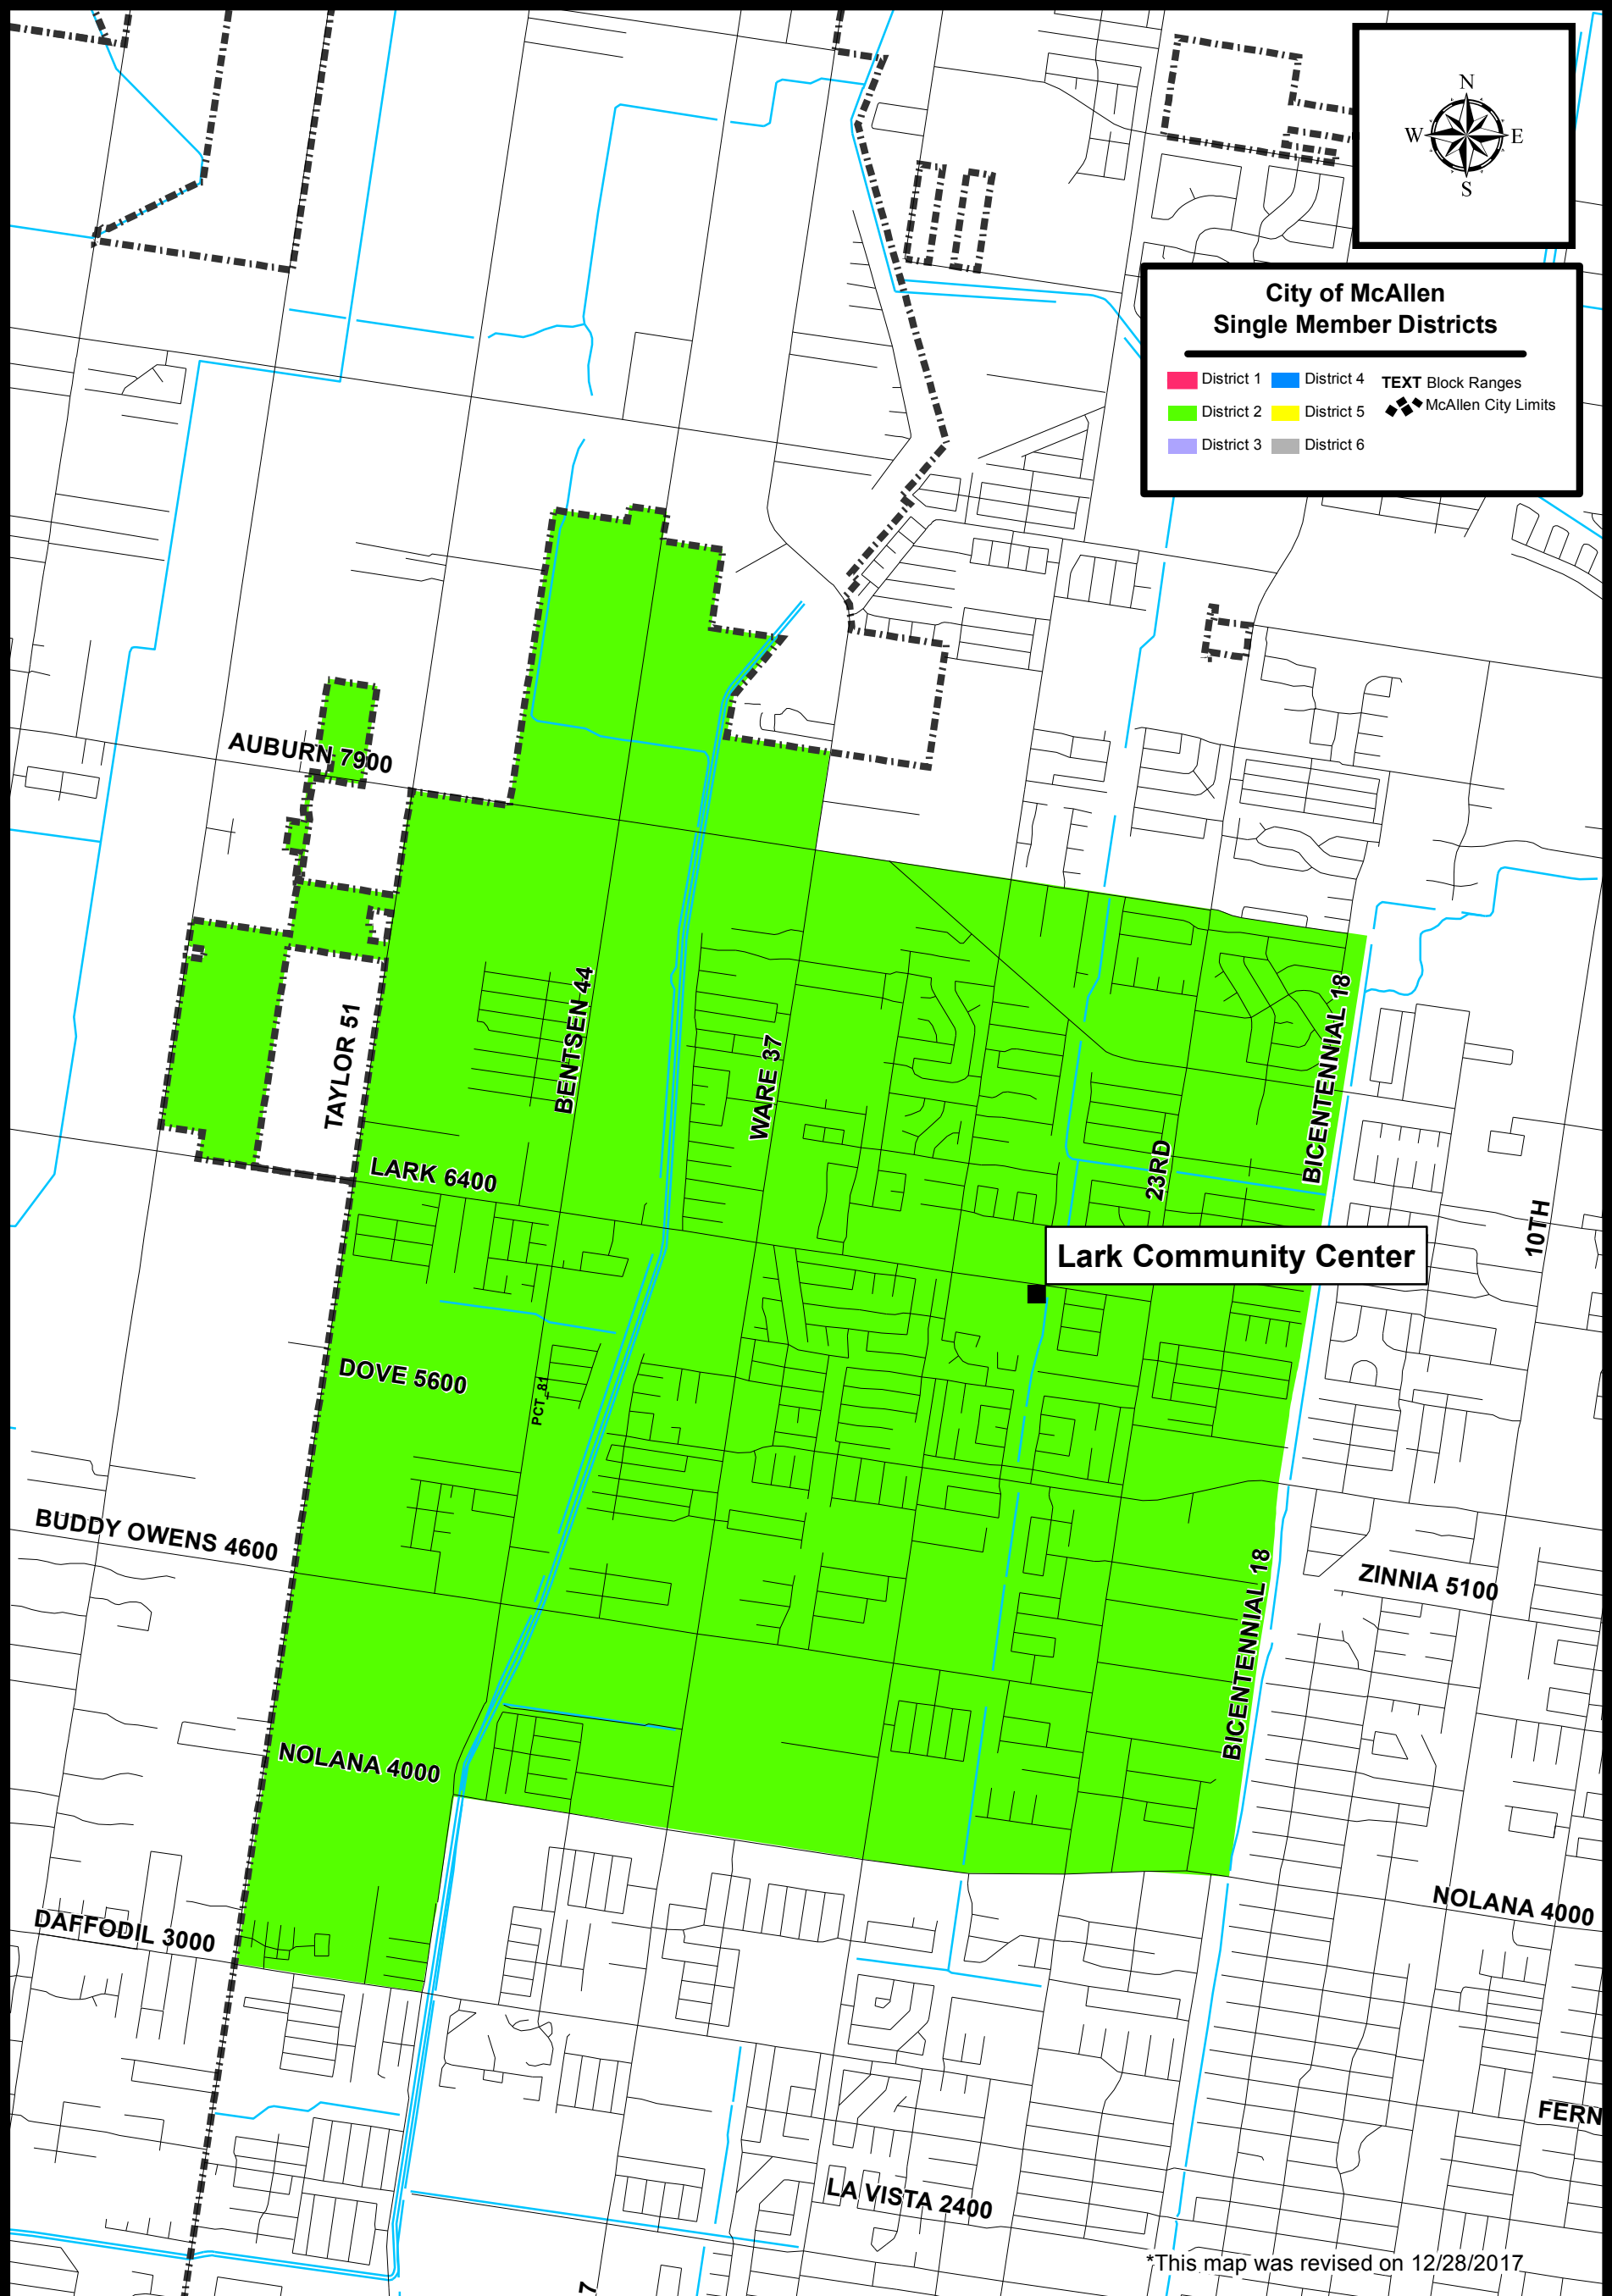 N
W E
S
City of McAllen
Single Member Districts
District 1
District 4
TEXT Block Ranges
District 2
District 5
McAllen City Limits
District 3
District 6
AUBURN 7900
BENTSEN 44
TAYLOR 51
WARE 37
BICENTENNIAL 18
LARK 6400
23RD
10TH
Lark Community Center
DOVE 5600
PCT_81
BUDDY OWENS 4600
ZINNIA 5100
BICENTENNIAL 18
NOLANA 4000
NOLANA 4000
DAFFODIL 3000
FERN
LA VISTA 2400
*This map was revised on 12/28/2017
7